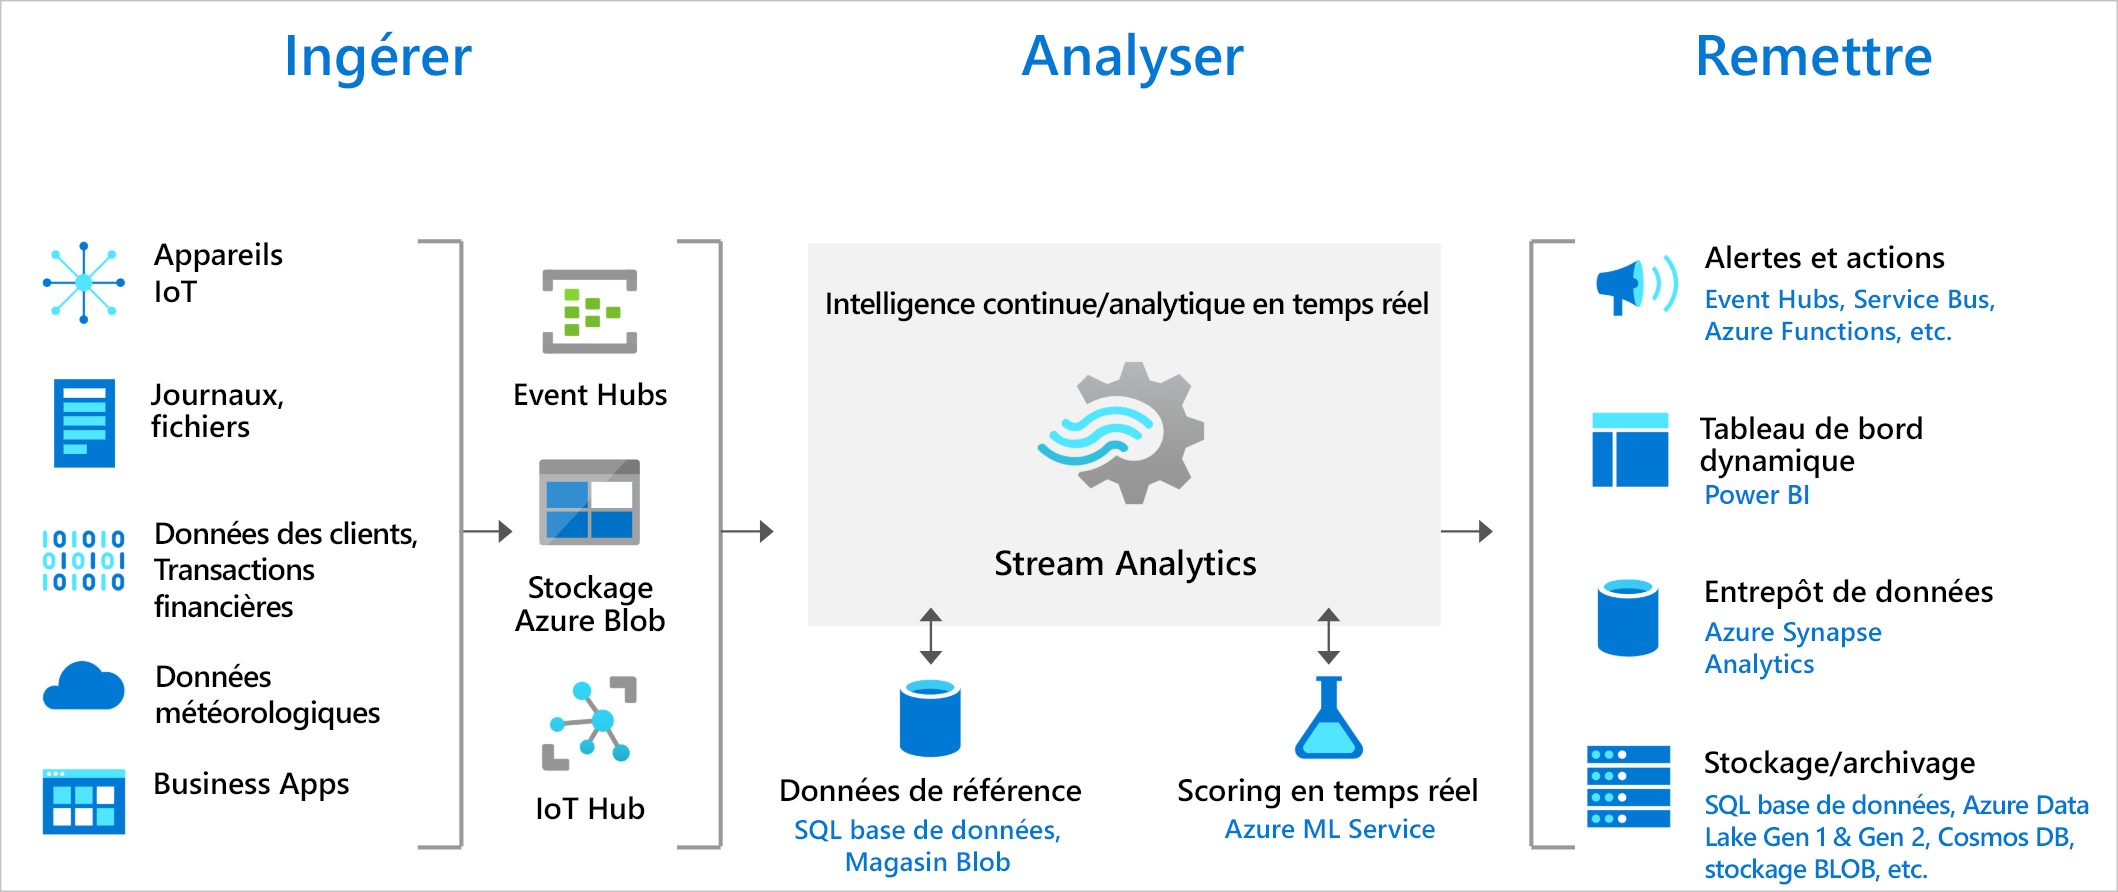 Ingérer
Analyser
Remettre
Appareils
IoT
Journaux,
fichiers
Données des clients,
Transactions
financières
Données
météorologiques
Business Apps
Event Hubs
Stockage
Azure Blob
IoT Hub
Intelligence continue/analytique en temps réel
Stream Analytics
Données de référence
SQL base de données,
Magasin Blob
Scoring en temps réel
Azure ML Service
Alertes et actions
Event Hubs, Service Bus,
Azure Functions, etc.
Tableau de bord
dynamique
Power BI
Entrepôt de données
Azure Synapse
Analytics
Stockage/archivage
SQL base de données, Azure Data
Lake Gen 1 & Gen 2, Cosmos DB,
stockage BLOB, etc.